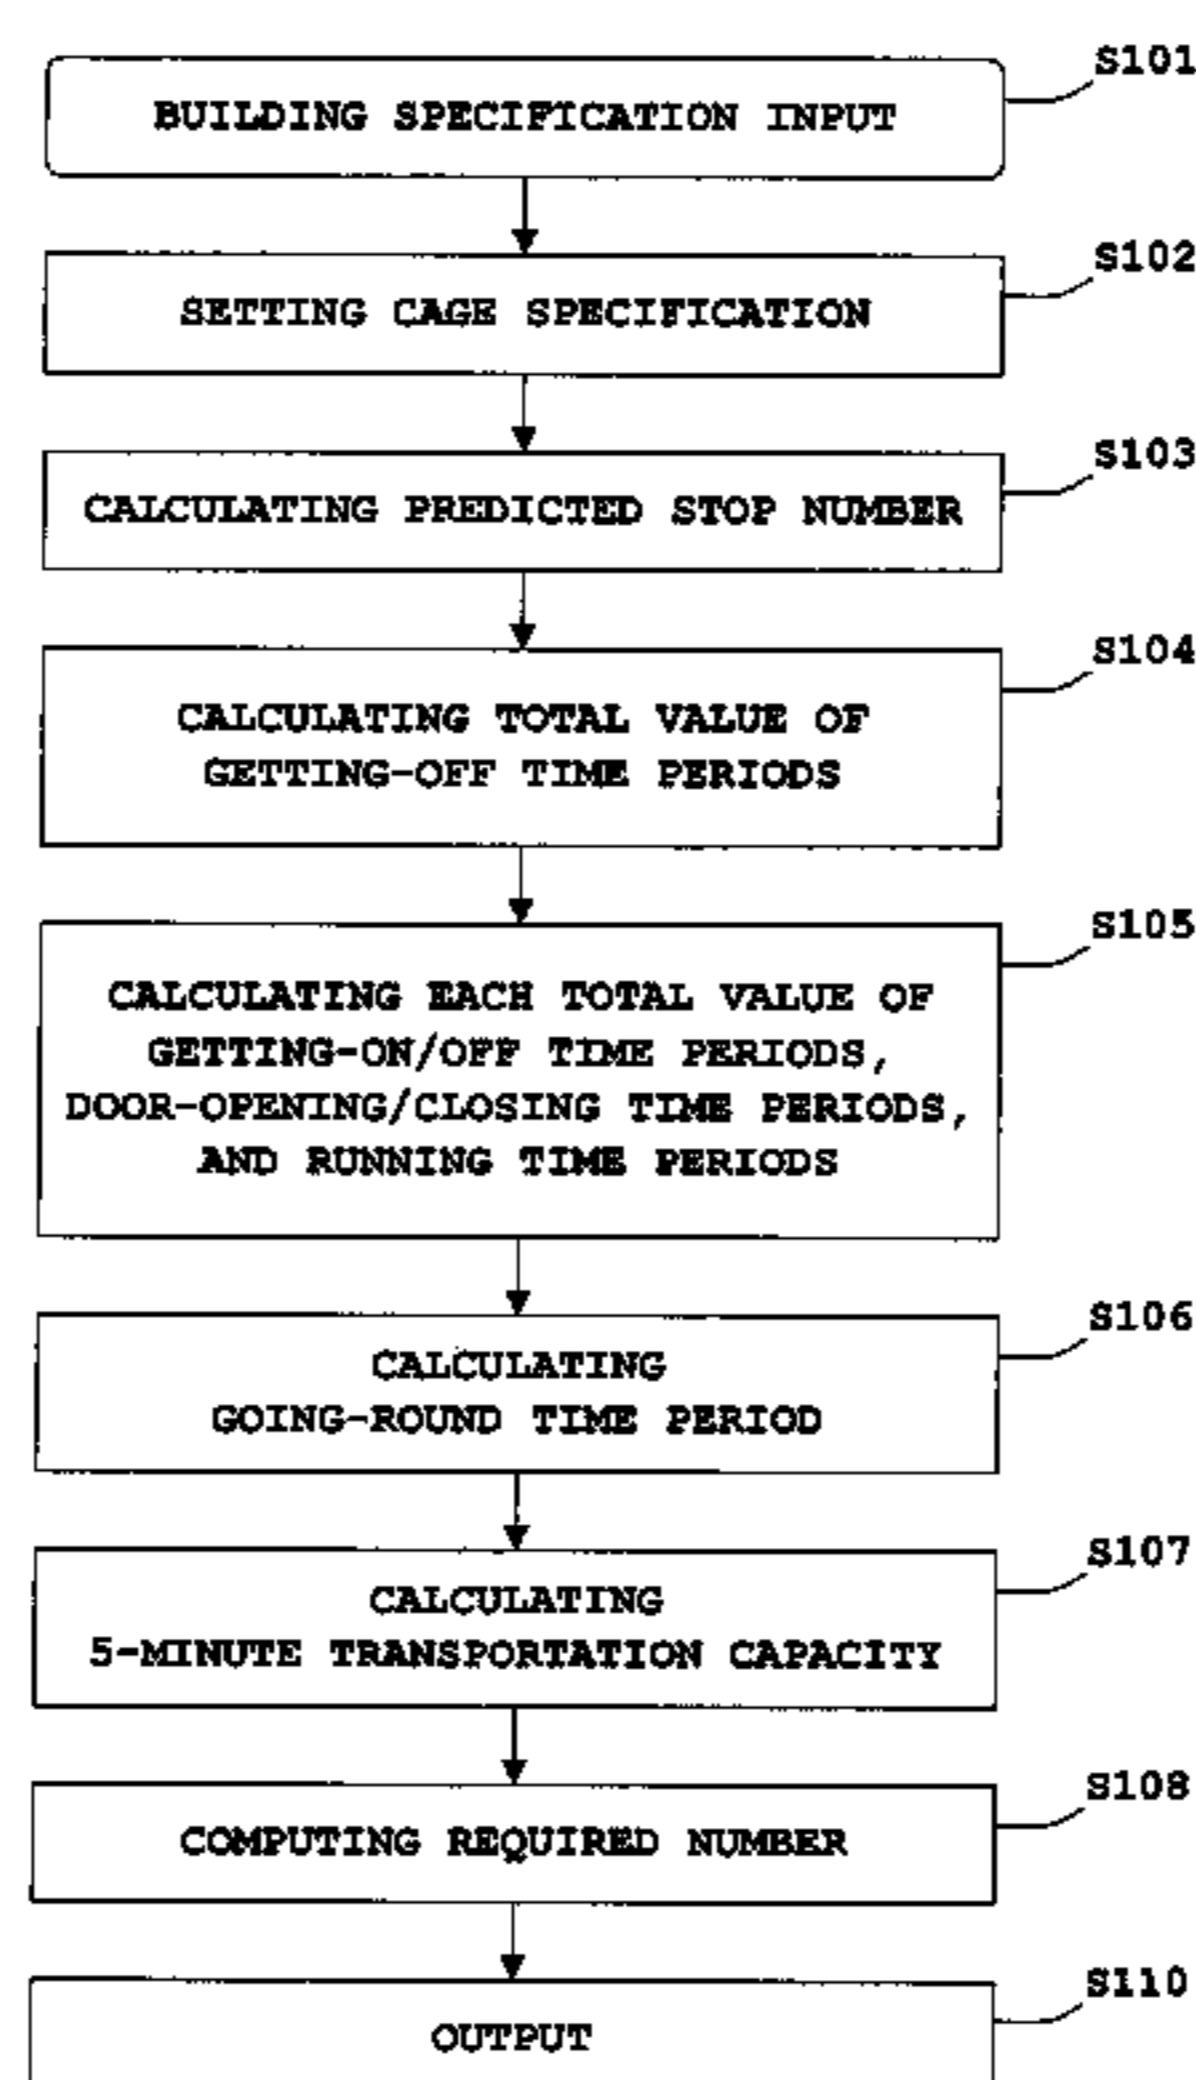 S101
BUILDING SPECIFICATION INPUT
S102
SETTING CAGE SPECIFICATION
S103
CALCULATING PREDICTED STOP NUMBER
S104
CALCULATING TOTAL VALUE OF
GETTING-OFF TIME PERIODS
S105
CALCULATING EACH TOTAL VALUE OF
GETTING-ON/OFF TIME PERIODS,
DOOR-OPENING/CLOSING TIME PERIODS,
AND RUNNING TIME PERIODS
S106
CALCULATING
GOING-ROUND TIME PERIOD
S107
CALCULATING
5-MINUTE TRANSPORTATION CAPACITY
S108
COMPUTING REQUIRED NUMBER
S110
OUTPUT